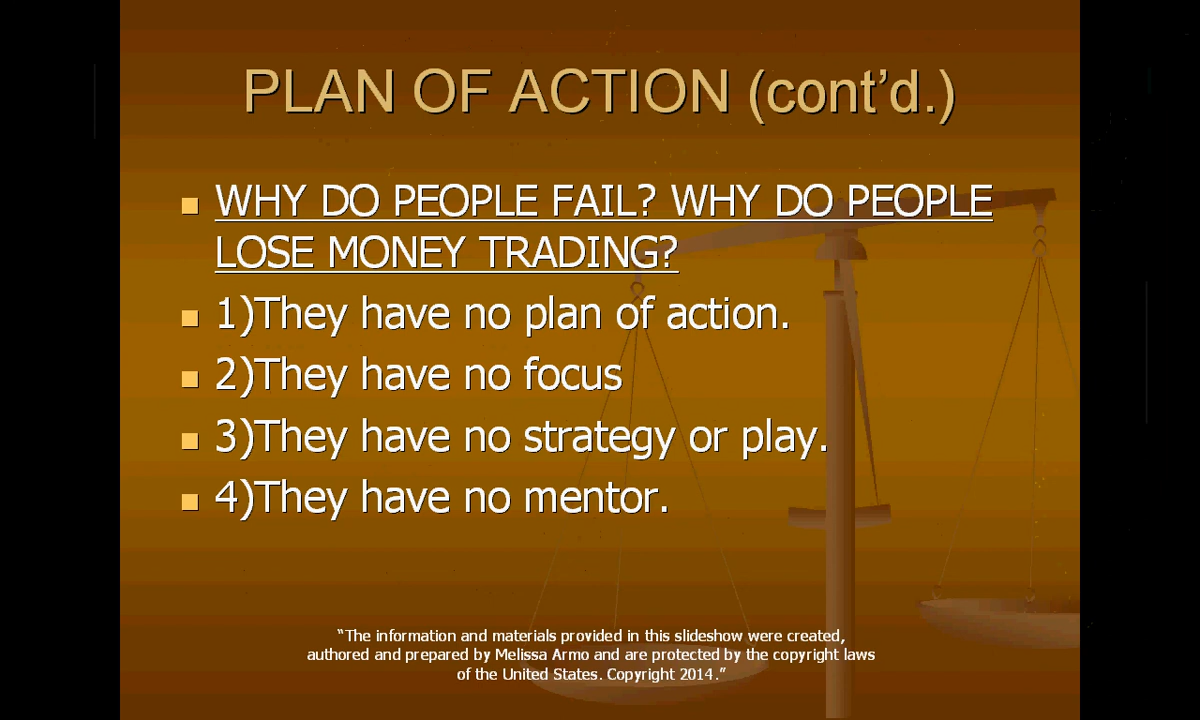 PLAN OF ACTION (cont’d.)
WHY DO PEOPLE FAIL? WHY DO PEOPLE
LOSE MONEY TRADING?
1)They have no plan of action.
2)They have no focus
3)They have no strategy or play.
4)They have no mentor.
“The information and materials provided in this slideshow were created,
authored and prepared by Melissa Armo and are protected by the copyright laws
of the United States. Copyright 2014.”